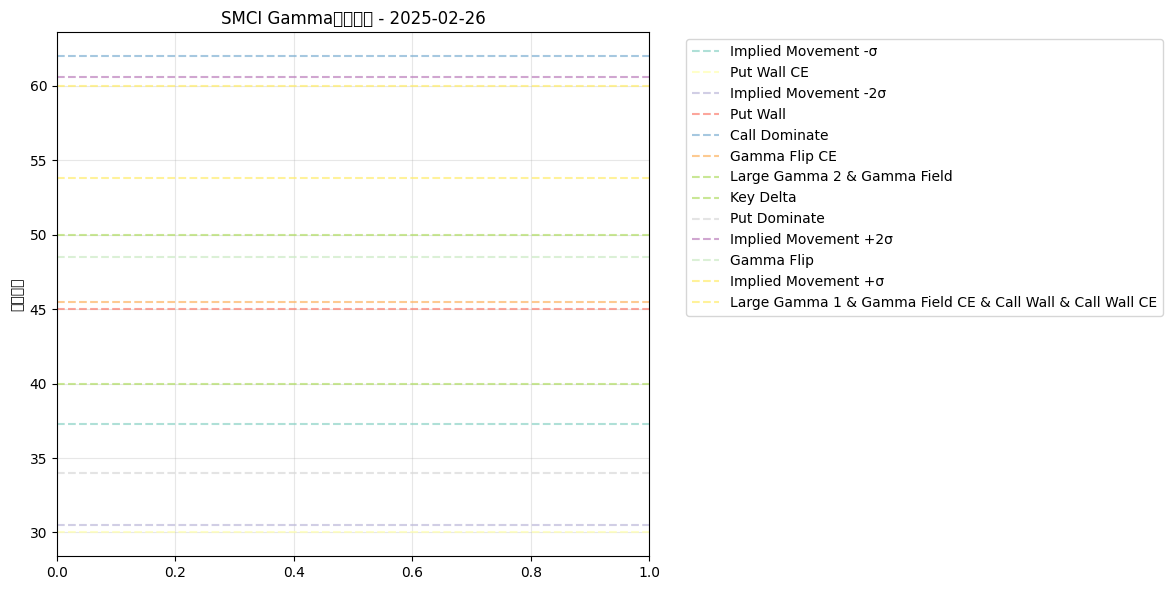 SMCI Gamma - 2025-02-26
60
55
50
45
40
35
30
0.0 0.2 0.4 0.6 0.8 1.0
Implied Movement -σ
Put Wall CE
Implied Movement -2σ
Put Wall
Call Dominate
Gamma Flip CE
Large Gamma 2 & Gamma Field
Key Delta
Put Dominate
Implied Movement +2σ
Gamma Flip
Implied Movement +σ
Large Gamma 1 & Gamma Field CE & Call Wall & Call Wall CE